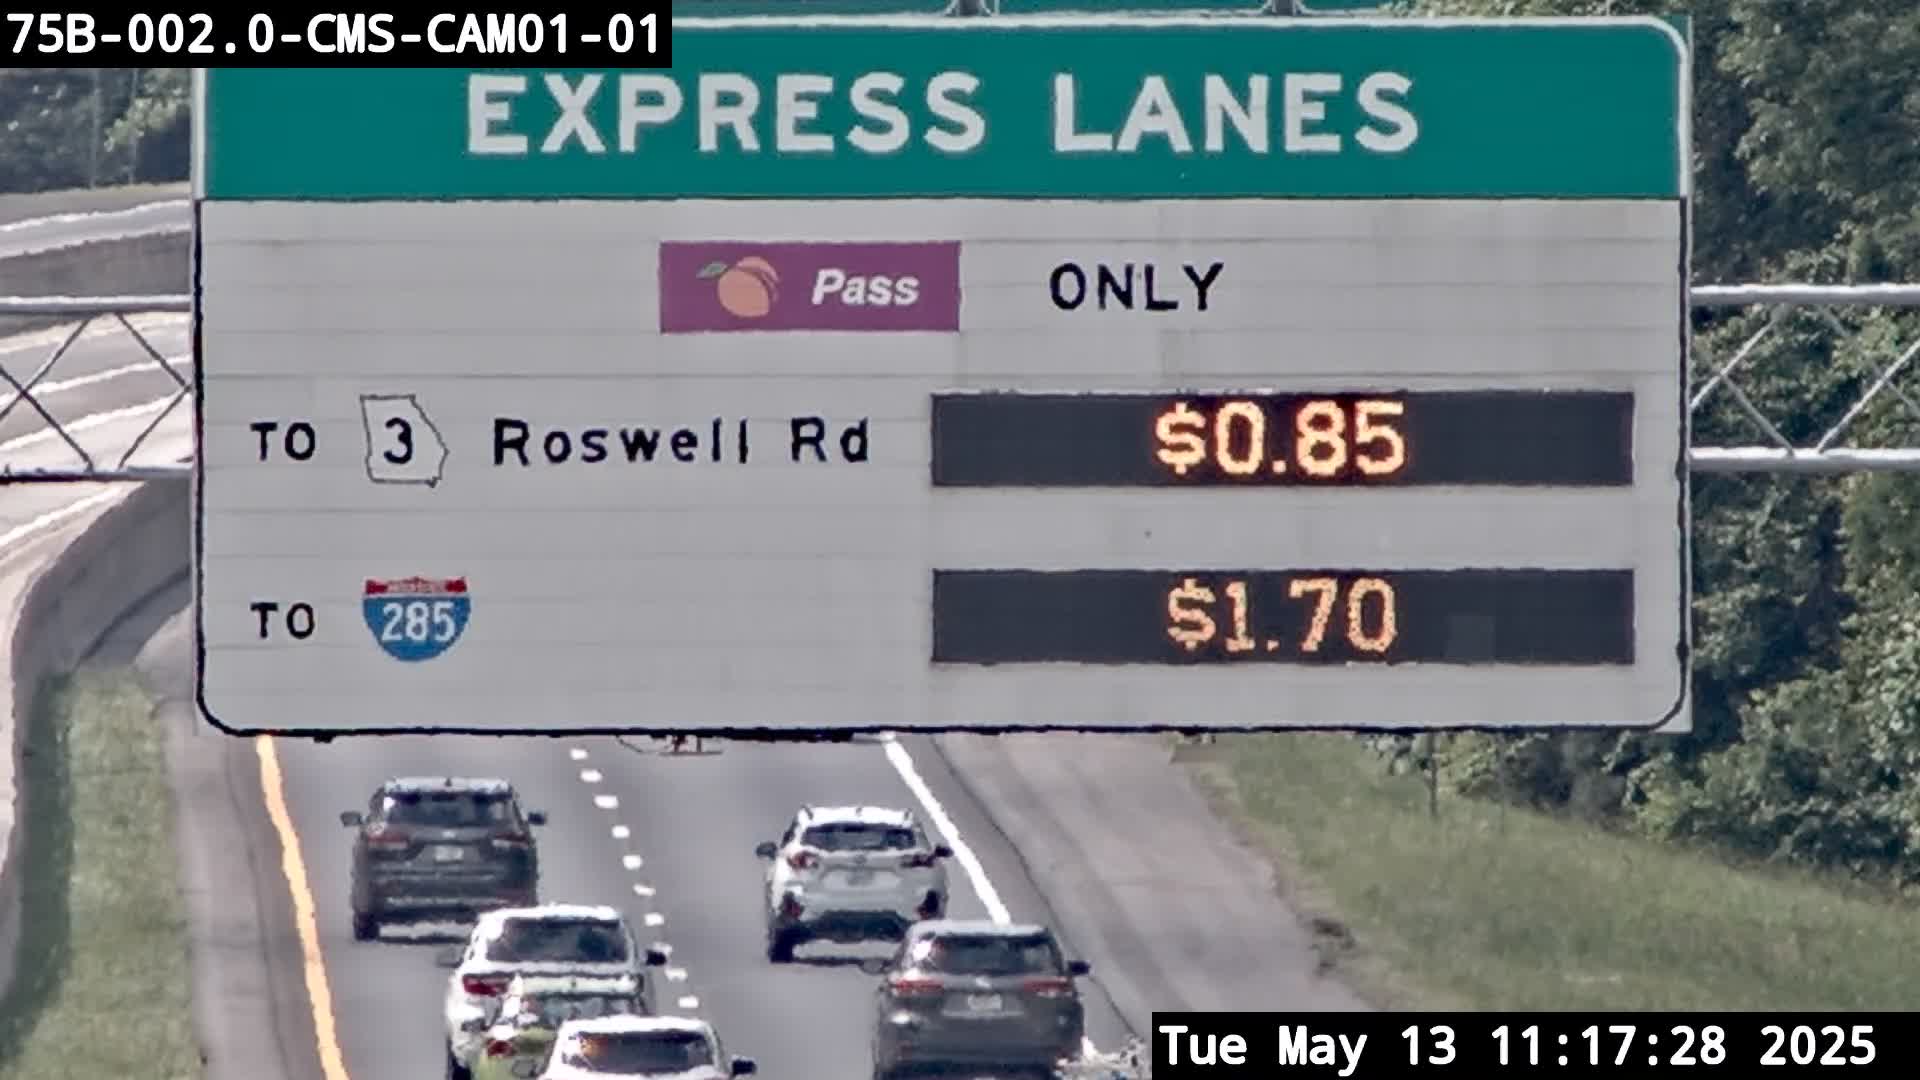 75B-002.0-CMS-CAM01-01
EXPRESS LANES
Pass ONLY
TO 3 Roswell Rd $0.85
TO 285 $1.70
Tue May 13 11:17:28 2025